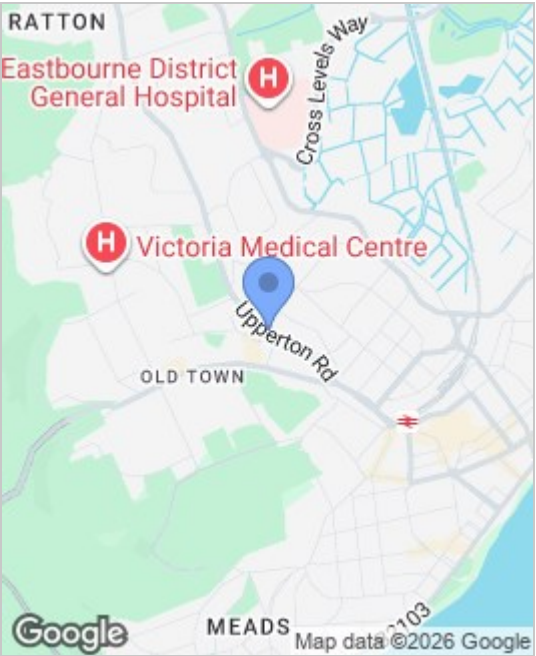 RATTON
Eastbourne District
General Hospital
H
Cross Levels Way
H
Victoria Medical Centre
Upperton Rd
OLD TOWN
MEADS
Google
Map data ©2026 Google